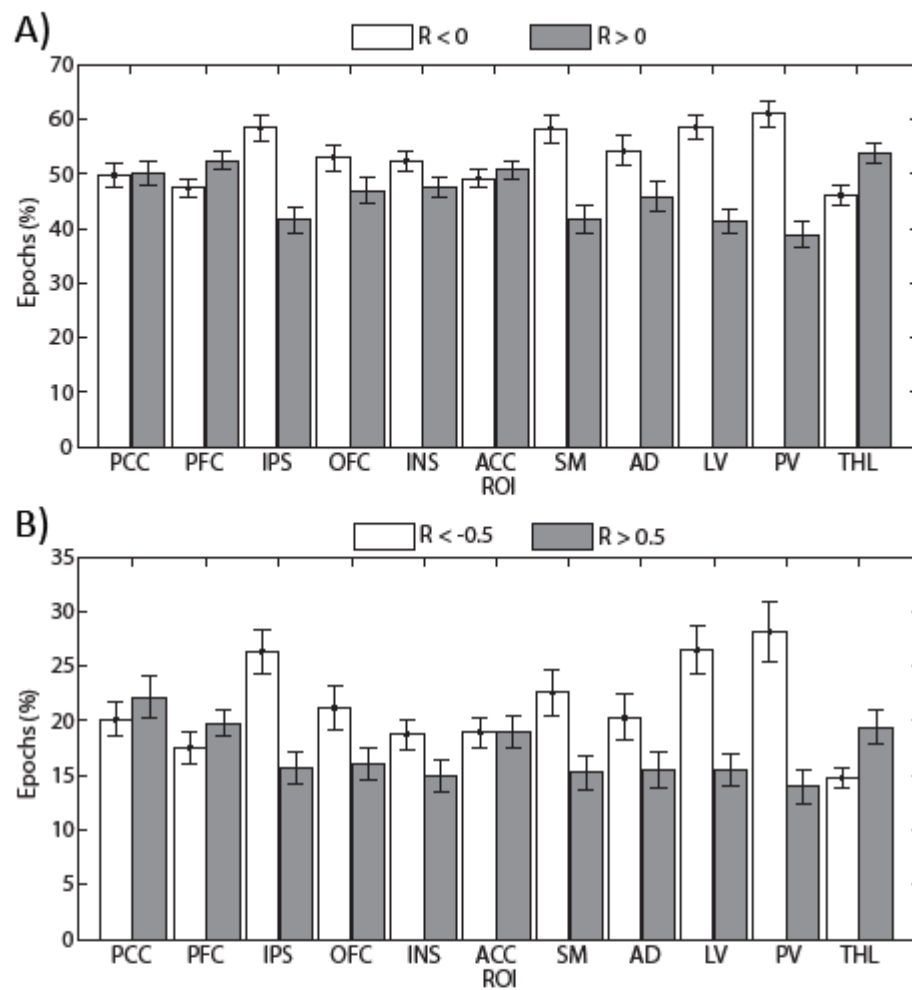 A)
R < 0 R > 0
70
60
50
40
30
20
10
0
Epochs (%)
PCC PFC IPS OFC INS ACC SM AD LV PV THL
ROI
B)
R < -0.5 R > 0.5
35
30
25
20
15
10
5
0
Epochs (%)
PCC PFC IPS OFC INS ACC SM AD LV PV THL
ROI